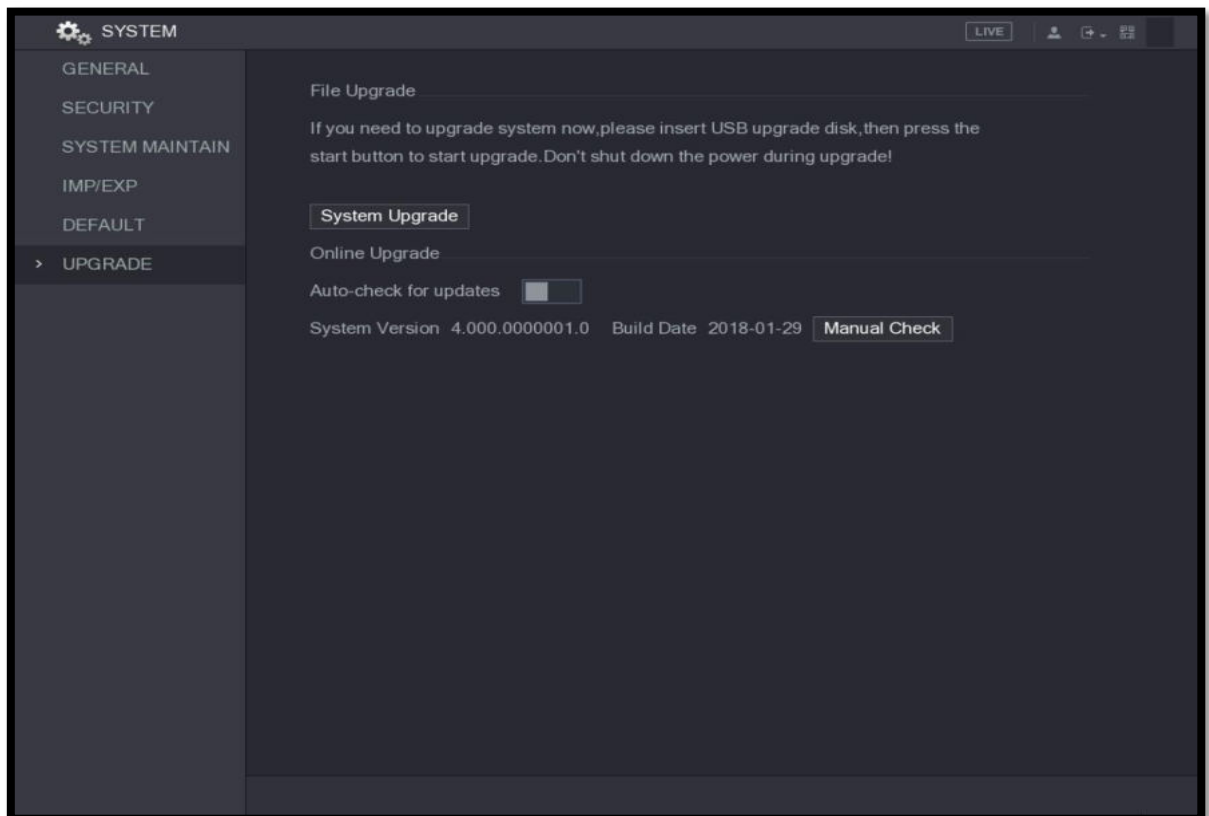 SYSTEM
LIVE
GENERAL
SECURITY
SYSTEM MAINTAIN
IMP/EXP
DEFAULT
> UPGRADE
File Upgrade
If you need to upgrade system now,please insert USB upgrade disk,then press the
start button to start upgrade.Don't shut down the power during upgrade!
System Upgrade
Online Upgrade
Auto-check for updates
System Version 4.000.0000001.0 Build Date 2018-01-29 Manual Check